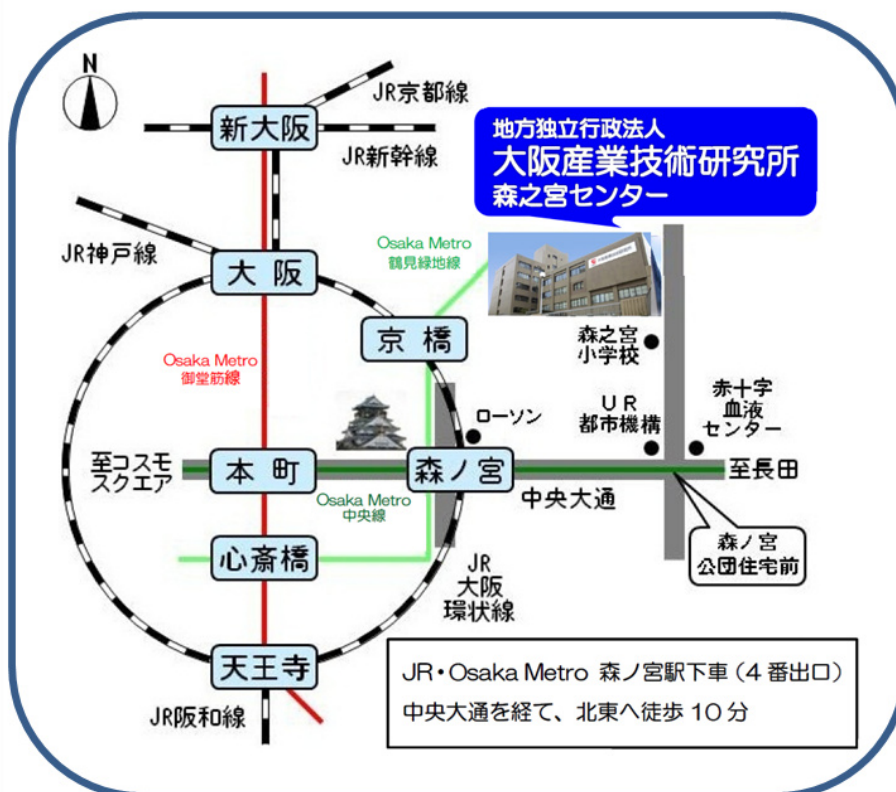 N
JR京都線
新大阪
JR新幹線
地方独立行政法人
大阪産業技術研究所
森之宮センター
JR神戸線
大阪
Osaka Metro
鶴見緑地線
京橋
森之宮
小学校
Osaka Metro
御堂筋線
ローソン
UR
都市機構
赤十字
血液
センター
至コスモ
スクエア
本町
森ノ宮
至長田
Osaka Metro
中央線
中央大通
心斎橋
JR
大阪
環状線
森ノ宮
公団住宅前
天王寺
JR阪和線
JR・Osaka Metro 森ノ宮駅下車（4番出口）
中央大通を経て、北東へ徒歩10分